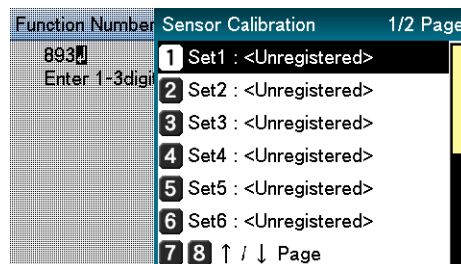 Function Number
893
Enter 1-3digi
Sensor Calibration 1/2 Page
1 Set1 : <Unregistered>
2 Set2 : <Unregistered>
3 Set3 : <Unregistered>
4 Set4 : <Unregistered>
5 Set5 : <Unregistered>
6 Set6 : <Unregistered>
7 8 ↑ / ↓ Page